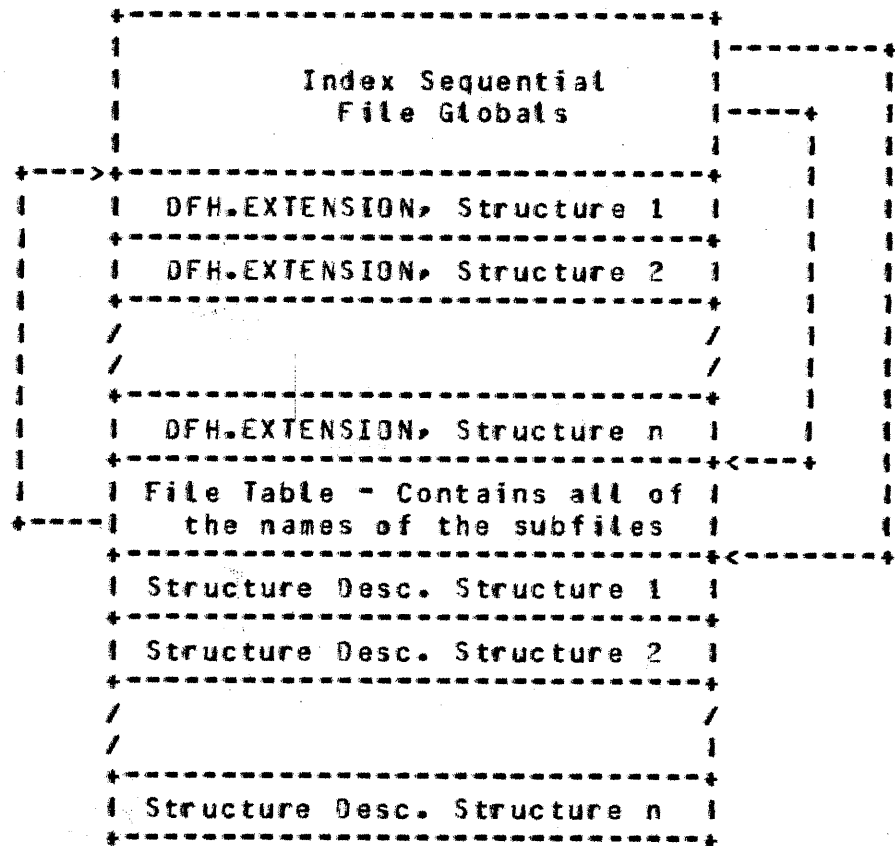 Index Sequential
File Globals
DFH.EXTENSION, Structure 1
DFH.EXTENSION, Structure 2
DFH.EXTENSION, Structure n
File Table - Contains all of
the names of the subfiles
Structure Desc. Structure 1
Structure Desc. Structure 2
Structure Desc. Structure n